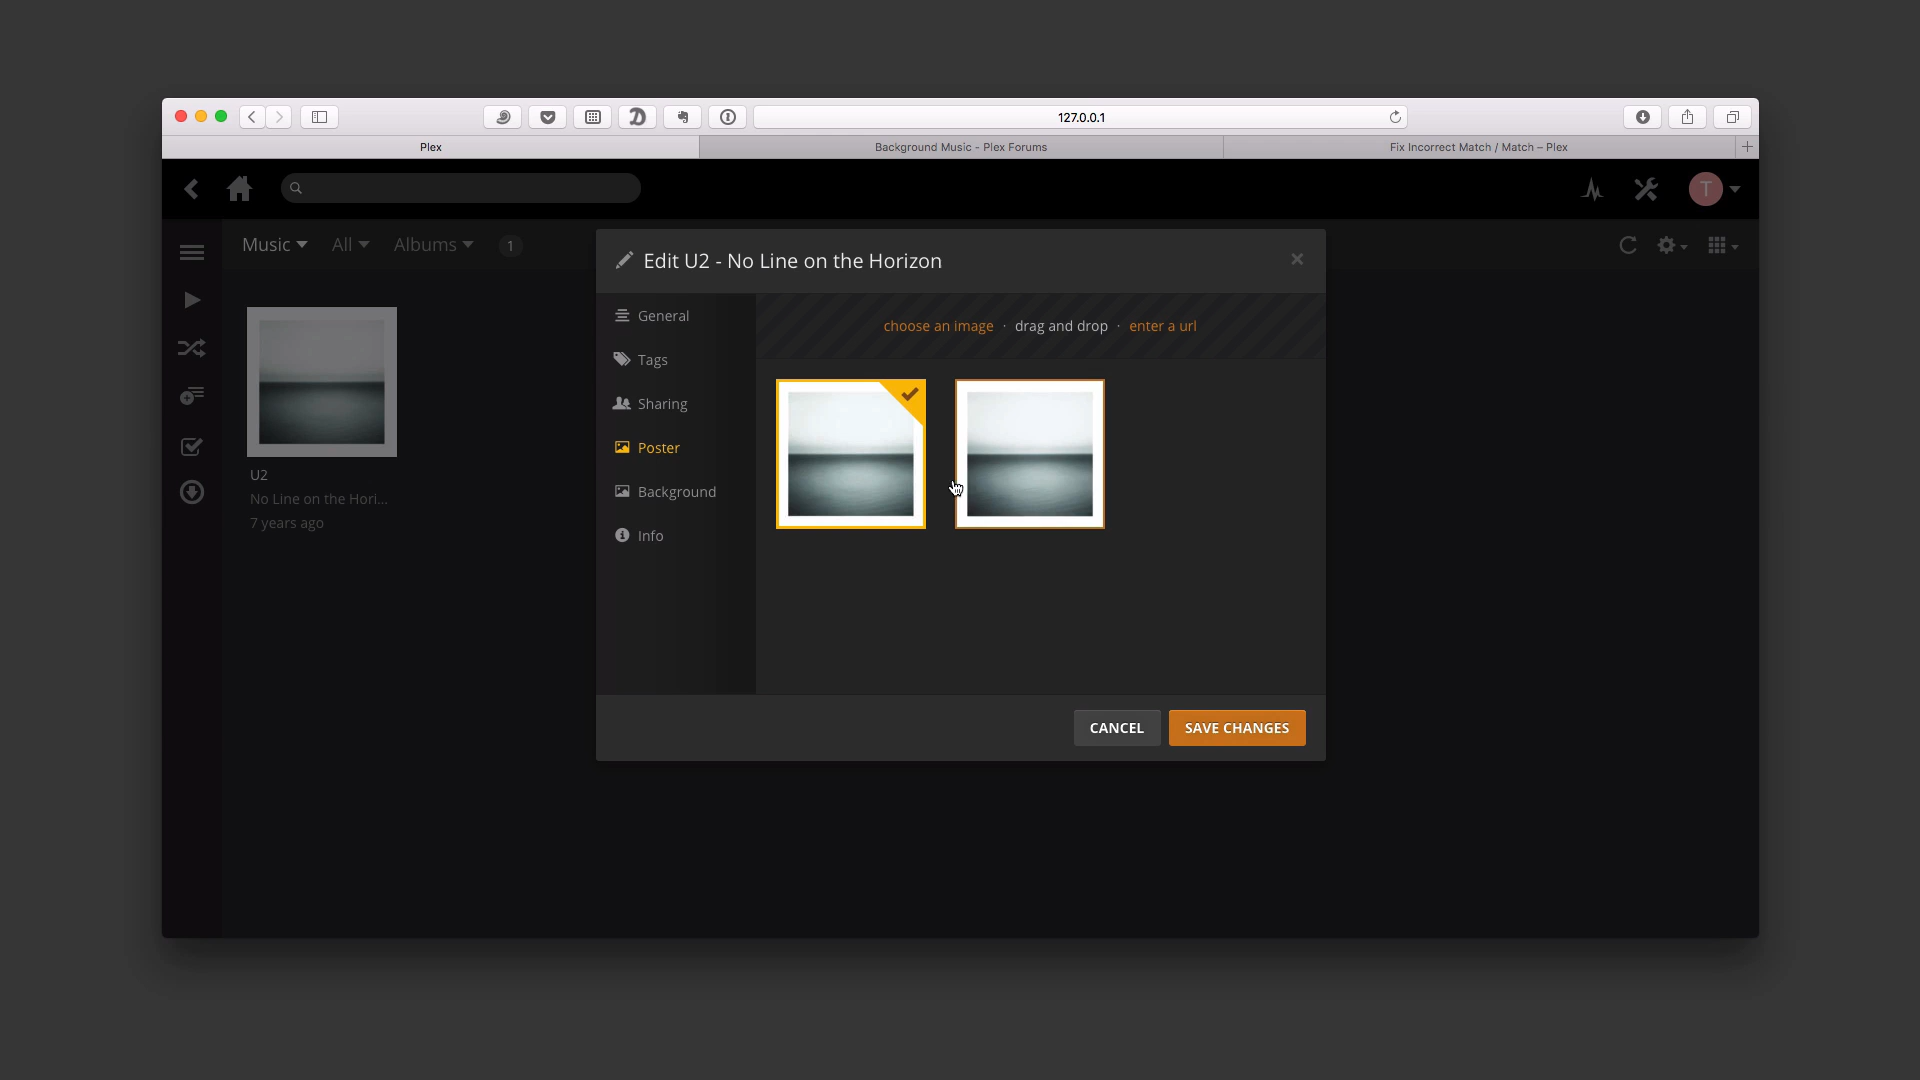 127.0.0.1
Plex
Background Music - Plex Forums
Fix Incorrect Match / Match – Plex
T
Music
All
Albums
1
U2
No Line on the Hori...
7 years ago
Edit U2 - No Line on the Horizon
General
Tags
Sharing
Poster
Background
Info
choose an image · drag and drop · enter a url
CANCEL
SAVE CHANGES